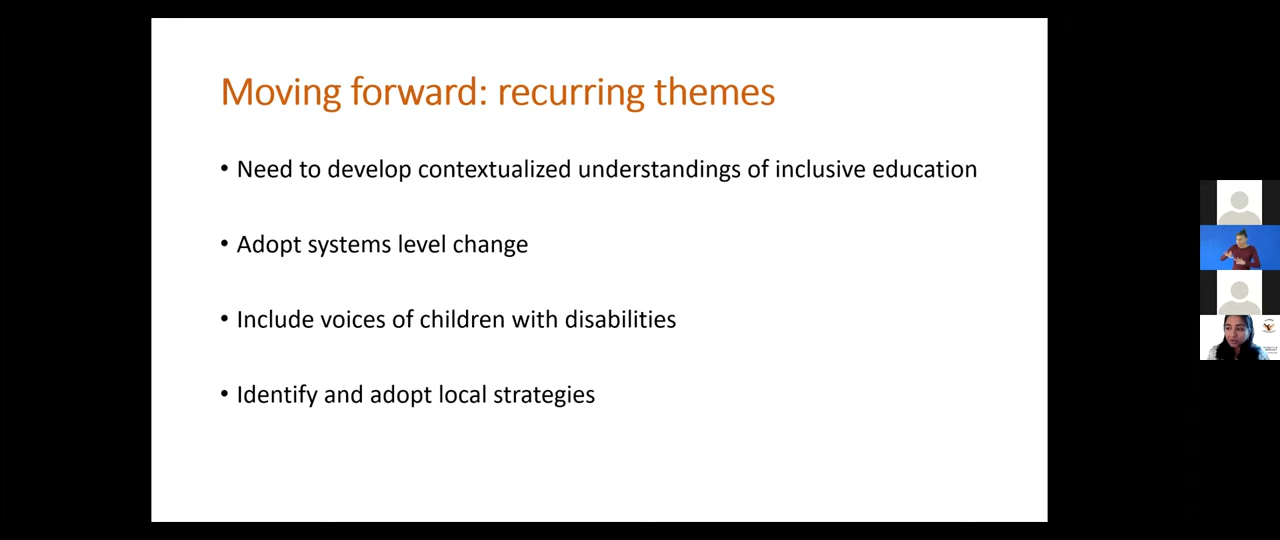 Moving forward: recurring themes
• Need to develop contextualized understandings of inclusive education
• Adopt systems level change
• Include voices of children with disabilities
• Identify and adopt local strategies